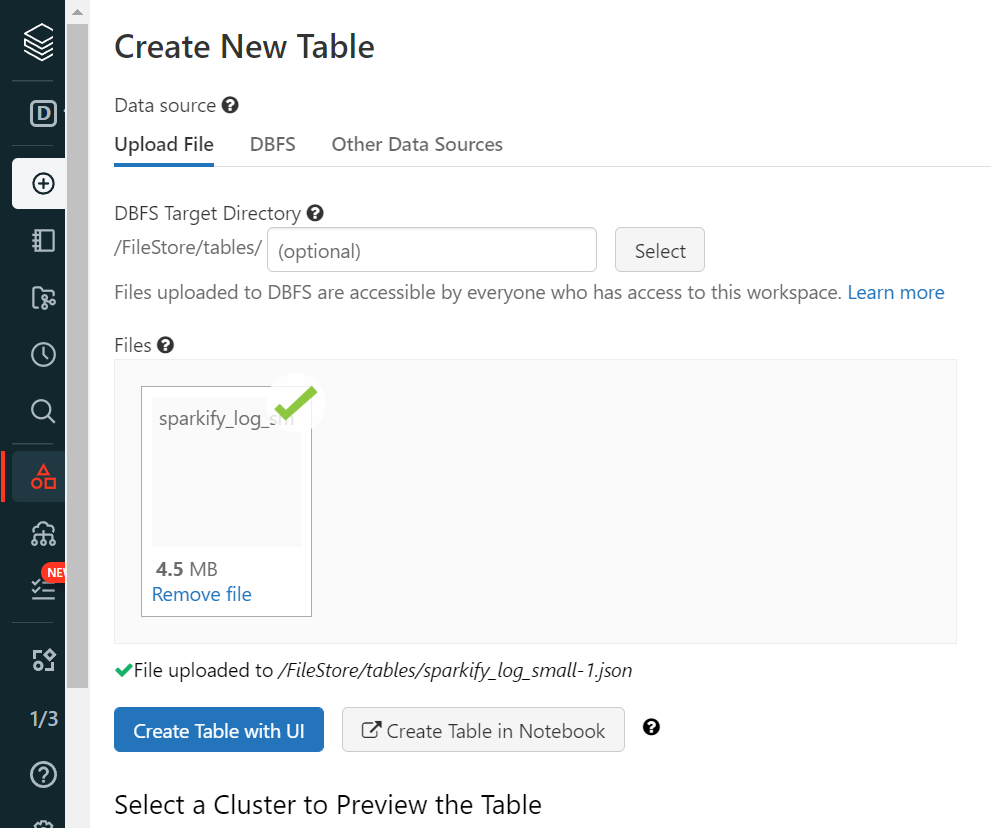 Create New Table
Data source
Upload File DBFS Other Data Sources
DBFS Target Directory
/FileStore/tables/ (optional) Select
Files uploaded to DBFS are accessible by everyone who has access to this workspace. Learn more
Files
sparkify_log_sm
4.5 MB
Remove file
File uploaded to /FileStore/tables/sparkify_log_small-1.json
Create Table with UI Create Table in Notebook
Select a Cluster to Preview the Table
D
NEW
1/3